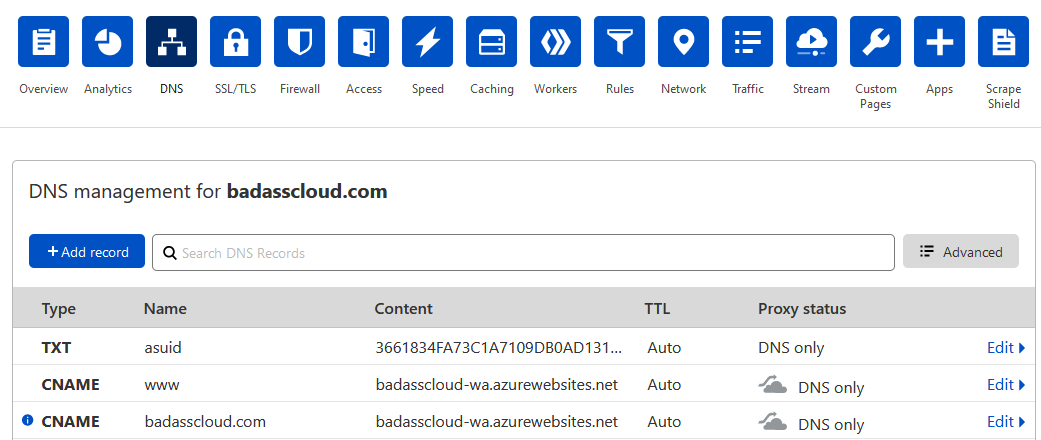 Overview Analytics DNS SSL/TLS Firewall Access Speed Caching Workers Rules Network Traffic Stream Custom Pages Apps Scrape Shield
DNS management for badasscloud.com
+ Add record Search DNS Records Advanced
Type Name Content TTL Proxy status
TXT asuid 3661834FA73C1A7109DB0AD131... Auto DNS only Edit
CNAME www badasscloud-wa.azurewebsites.net Auto DNS only Edit
CNAME badasscloud.com badasscloud-wa.azurewebsites.net Auto DNS only Edit